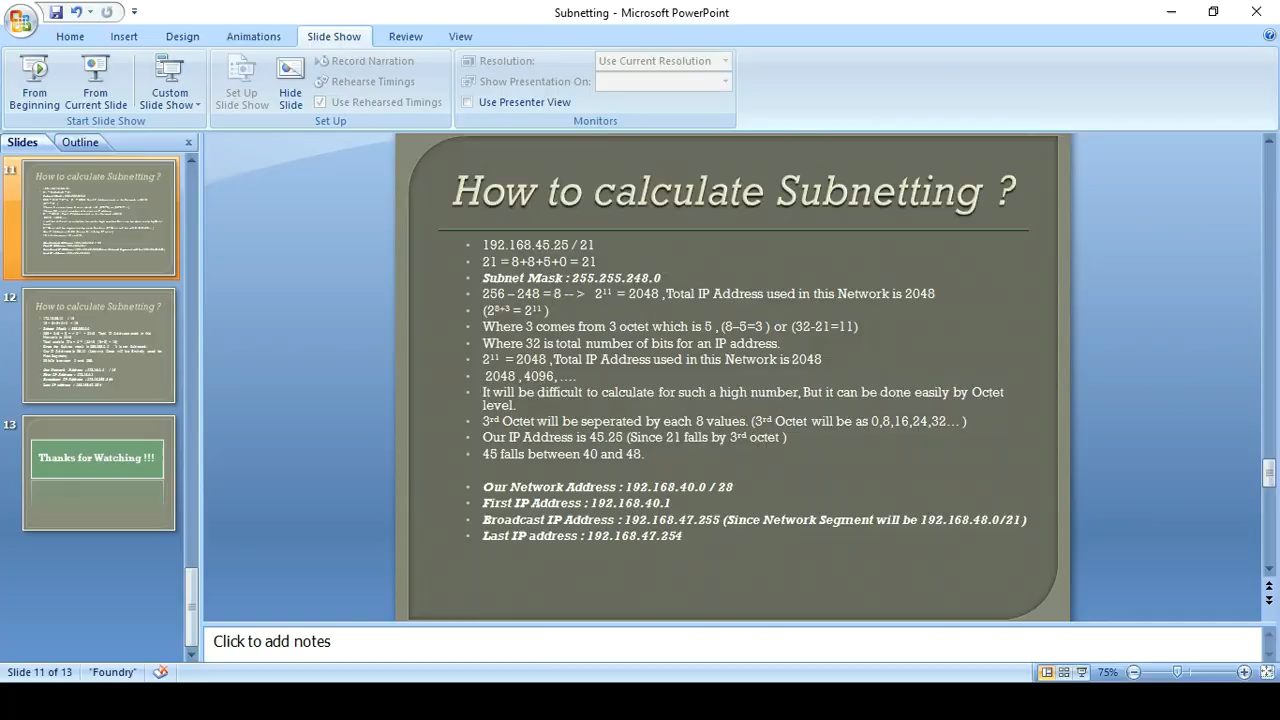 Subnetting - Microsoft PowerPoint
Home Insert Design Animations Slide Show Review View
From Beginning
From Current Slide
Custom Slide Show
Start Slide Show
Set Up Slide Show
Hide Slide
Record Narration
Rehearse Timings
Use Rehearsed Timings
Set Up
Resolution: Use Current Resolution
Show Presentation On:
Use Presenter View
Monitors
Slides Outline
11
How to calculate Subnetting ?
12
How to calculate Subnetting ?
13
Thanks for Watching !!!
How to calculate Subnetting ?
192.168.45.25 / 21
21 = 8+8+5+0 = 21
Subnet Mask : 255.255.248.0
256 – 248 = 8 -- > 2¹¹ = 2048 ,Total IP Address used in this Network is 2048
(2⁸⁺³ = 2¹¹ )
Where 3 comes from 3 octet which is 5 , (8–5=3 ) or (32-21=11)
Where 32 is total number of bits for an IP address.
2¹¹ = 2048 ,Total IP Address used in this Network is 2048
2048 , 4096, ....
It will be difficult to calculate for such a high number, But it can be done easily by Octet
level.
3ʳᵈ Octet will be seperated by each 8 values. (3ʳᵈ Octet will be as 0,8,16,24,32... )
Our IP Address is 45.25 (Since 21 falls by 3ʳᵈ octet )
45 falls between 40 and 48.
Our Network Address : 192.168.40.0 / 28
First IP Address : 192.168.40.1
Broadcast IP Address : 192.168.47.255 (Since Network Segment will be 192.168.48.0/21 )
Last IP address : 192.168.47.254
Click to add notes
Slide 11 of 13 "Foundry" 75%